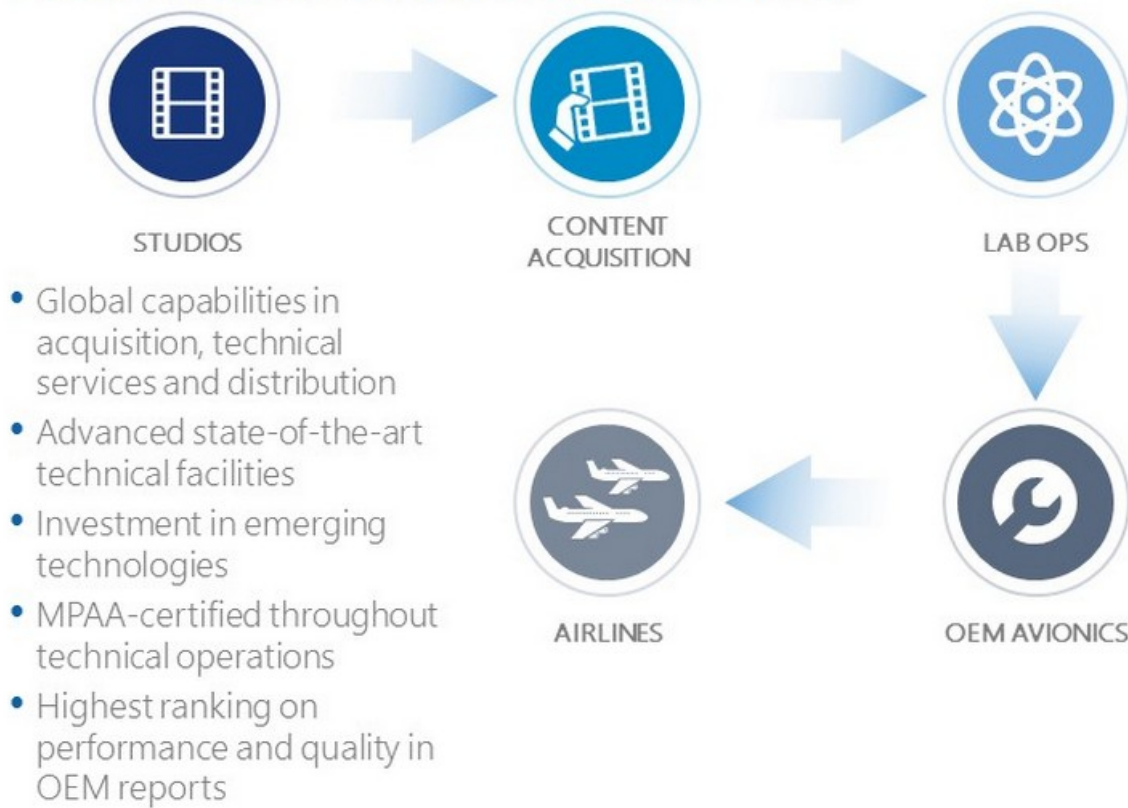 STUDIOS
CONTENT
ACQUISITION
LAB OPS
• Global capabilities in
acquisition, technical
services and distribution
• Advanced state-of-the-art
technical facilities
• Investment in emerging
technologies
• MPAA-certified throughout
technical operations
• Highest ranking on
performance and quality in
OEM reports
AIRLINES
OEM AVIONICS